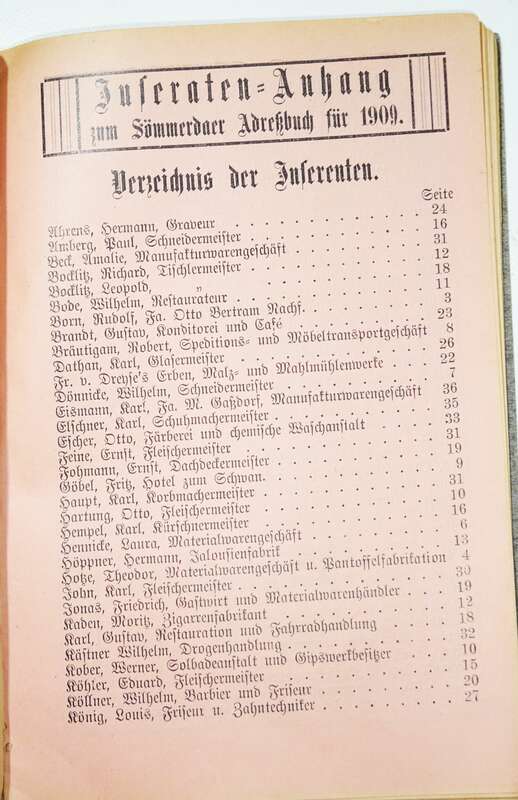 Inseraten-Anhang
zum Sömmerdaer Adreßbuch für 1909.
Verzeichnis der Inserenten.
Seite
Ahrens, Hermann, Graveur . . . . . . . . . 24
Amberg, Paul, Schneidermeister . . . . . . . . 16
Beck, Amalie, Manufakturwarengeschäft . . . . . . 31
Bocklitz, Richard, Tischlermeister . . . . . . . . 12
Bocklitz, Leopold, „ . . . . . . . . 18
Bode, Wilhelm, Restaurateur . . . . . . . . . 11
Born, Rudolf, Fa. Otto Bertram Nachf. . . . . . . 3
Brandt, Gustav, Konditorei und Café . . . . . . . 23
Bräutigam, Robert, Speditions- und Möbeltransportgeschäft 8
Dathan, Karl, Glasermeister . . . . . . . . . 26
Fr. v. Dreyse's Erben, Malz- und Mahlmühlenwerke . . . 22
Dönnicke, Wilhelm, Schneidermeister . . . . . . . 7
Eismann, Karl, Fa. M. Gaßdorf, Manufakturwarengeschäft 36
Elschner, Karl, Schuhmachermeister . . . . . . . . 35
Escher, Otto, Färberei und chemische Waschanstalt . . . . 33
Feine, Ernst, Fleischermeister . . . . . . . . . 31
Fohmann, Ernst, Dachdeckermeister . . . . . . . . 19
Göbel, Fritz, Hotel zum Schwan. . . . . . . . . 9
Haupt, Karl, Korbmachermeister . . . . . . . . 31
Hartung, Otto, Fleischermeister . . . . . . . . . 10
Hempel, Karl, Kürschnermeister . . . . . . . . . 16
Hennicke, Laura, Materialwarengeschäft . . . . . . . 6
Höppner, Hermann, Jalousienfabrik . . . . . . . . 13
Hotze, Theodor, Materialwarengeschäft u. Pantoffelfabrikation 4
John, Karl, Fleischermeister . . . . . . . . . . 30
Jonas, Friedrich, Gastwirt und Materialwarenhändler . . . 19
Kaden, Moritz, Zigarrenfabrikant . . . . . . . . 12
Karl, Gustav, Restauration und Fahrradhandlung . . . . 18
Kästner Wilhelm, Drogenhandlung . . . . . . . . 32
Kober, Werner, Solbadeanstalt und Gipswerkbesitzer . . . 10
Köhler, Eduard, Fleischermeister . . . . . . . . . 15
Köllner, Wilhelm, Barbier und Friseur . . . . . . . 20
König, Louis, Friseur u. Zahntechniker . . . . . . . 27